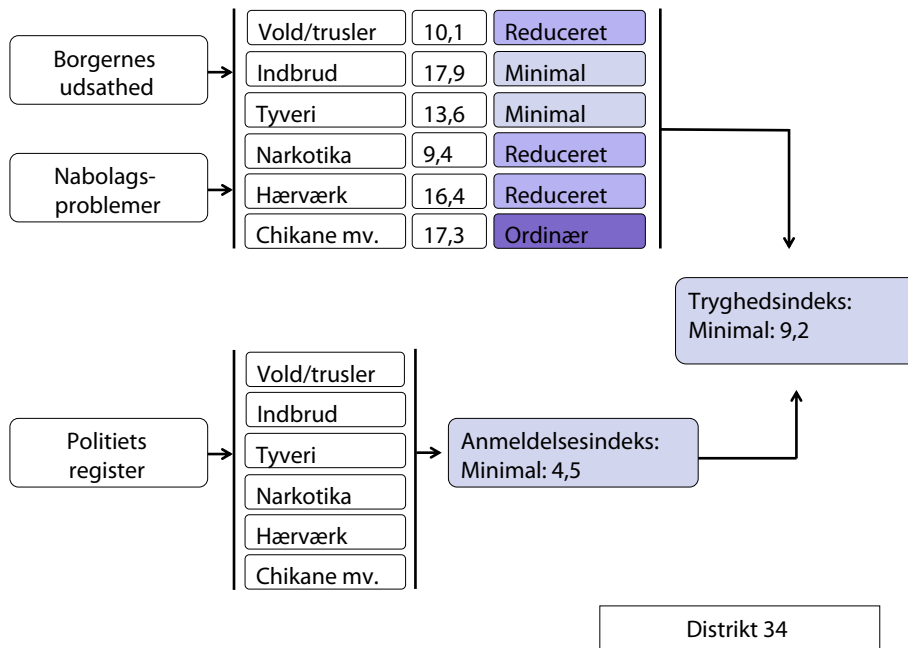 Borgernes
udsathed
Nabolags-
problemer
Vold/trusler 10,1 Reduceret
Indbrud 17,9 Minimal
Tyveri 13,6 Minimal
Narkotika 9,4 Reduceret
Hærværk 16,4 Reduceret
Chikane mv. 17,3 Ordinær
Tryghedsindeks:
Minimal: 9,2
Politiets
register
Vold/trusler
Indbrud
Tyveri
Narkotika
Hærværk
Chikane mv.
Anmeldelsesindeks:
Minimal: 4,5
Distrikt 34